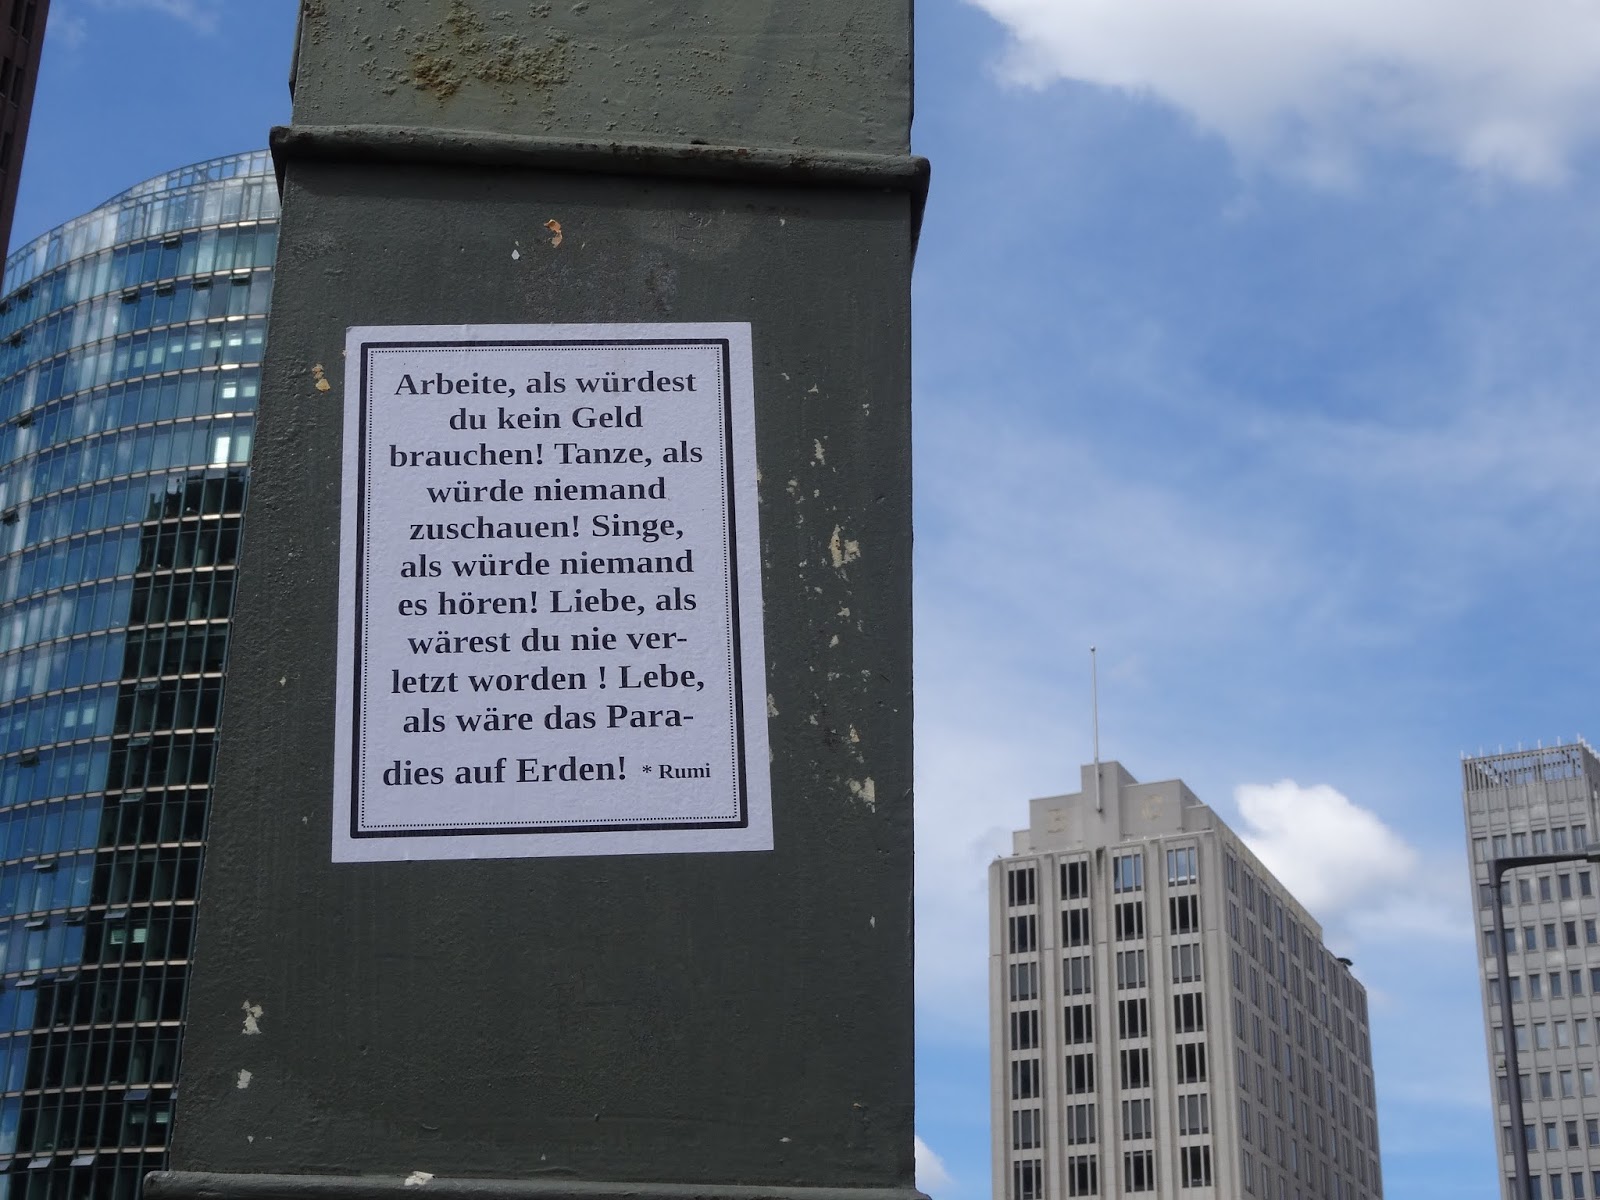 Arbeite, als würdest
du kein Geld
brauchen! Tanze, als
würde niemand
zuschauen! Singe,
als würde niemand
es hören! Liebe, als
wärest du nie ver-
letzt worden ! Lebe,
als wäre das Para-
dies auf Erden! * Rumi